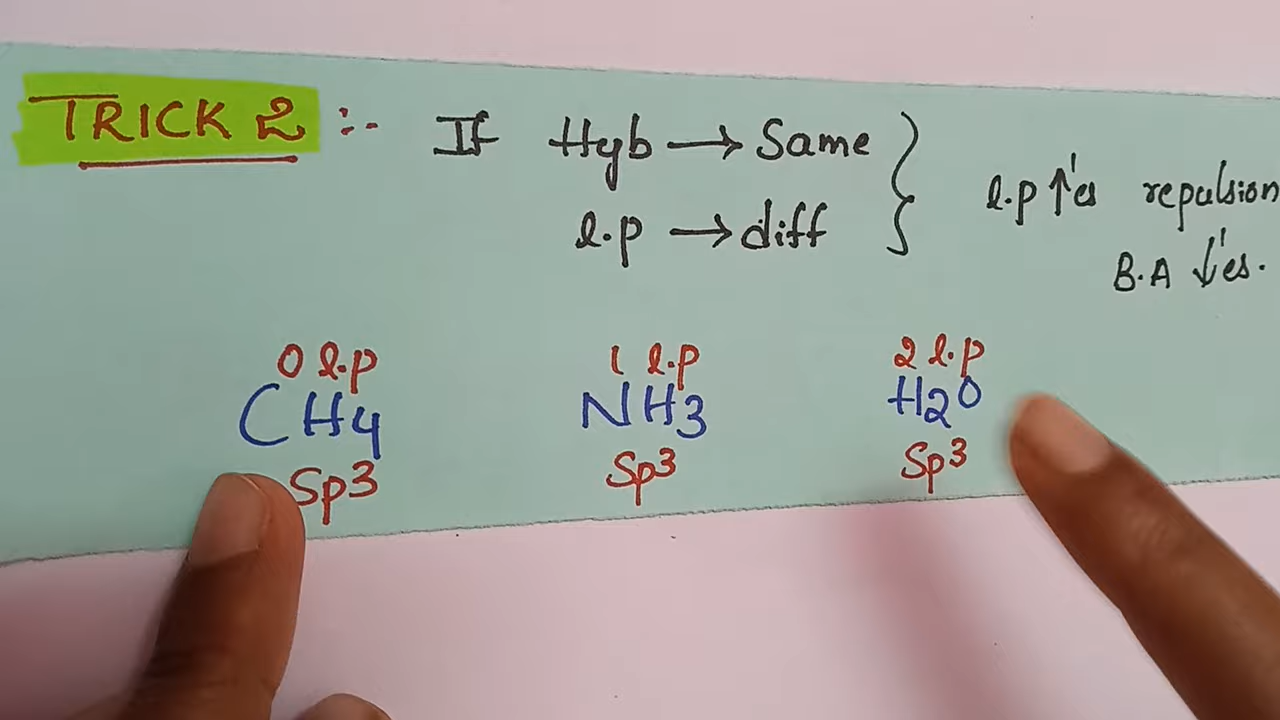 TRICK 2 :- If Hyb → Same
l.p → diff
l.p ↑'es repulsion
B.A ↓'es.
0 l.p 1 l.p 2 l.p
CH4 NH3 H2O
Sp3 Sp3 Sp3